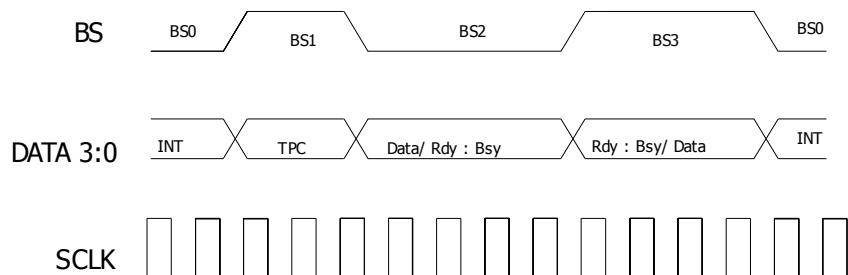 BS BS0 BS1 BS2 BS3 BS0
DATA 3:0 INT TPC Data/ Rdy : Bsy Rdy : Bsy/ Data INT
SCLK